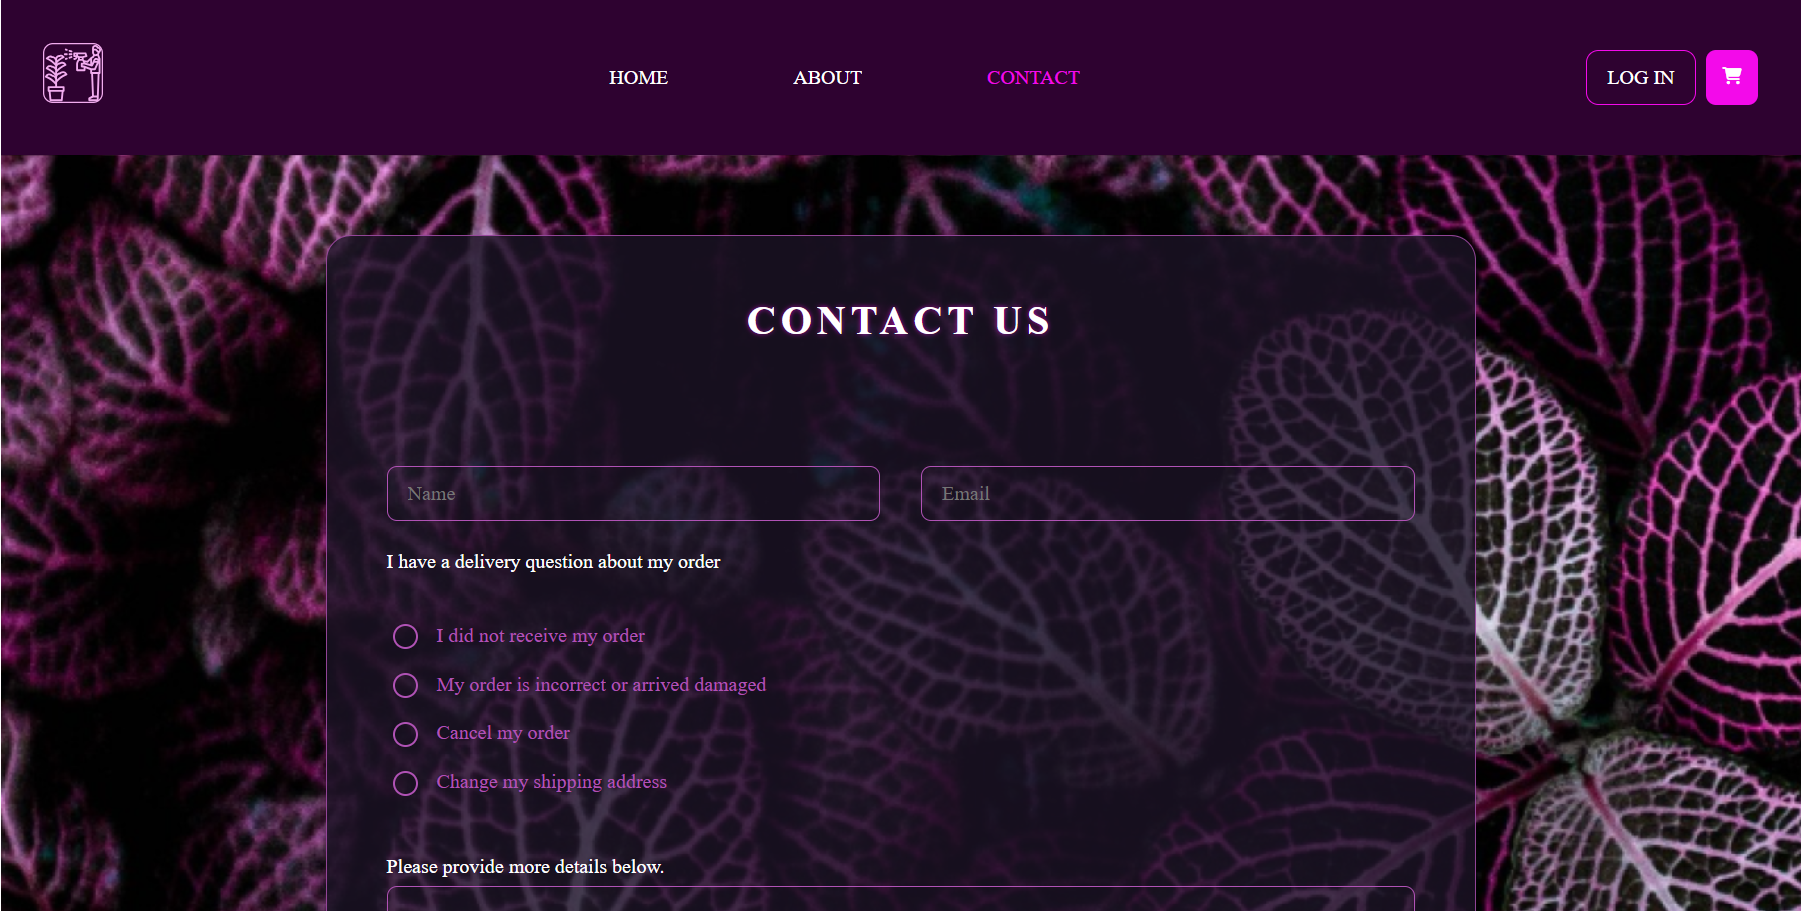 HOME
ABOUT
CONTACT
LOG IN
CONTACT US
Name
Email
I have a delivery question about my order
I did not receive my order
My order is incorrect or arrived damaged
Cancel my order
Change my shipping address
Please provide more details below.